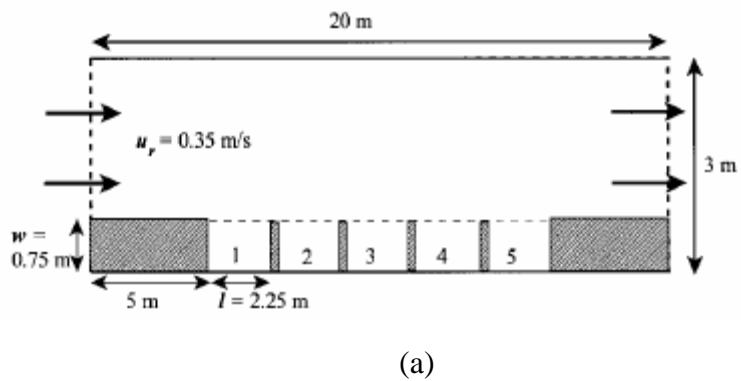 20 m
u_r = 0.35 m/s
3 m
w =
0.75 m
1 2 3 4 5
5 m
l = 2.25 m
(a)